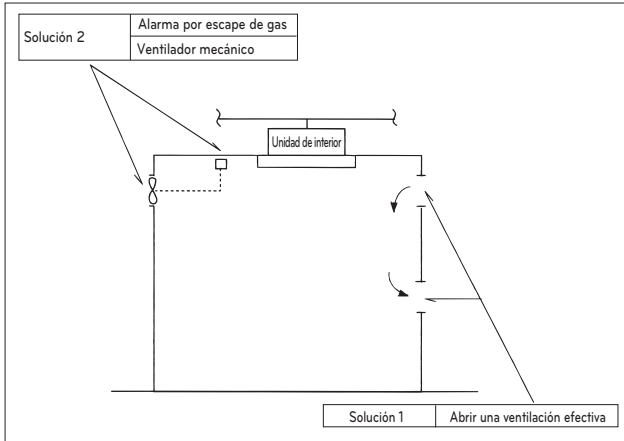 Solución 2
Alarma por escape de gas
Ventilador mecánico
Unidad de interior
Solución 1
Abrir una ventilación efectiva